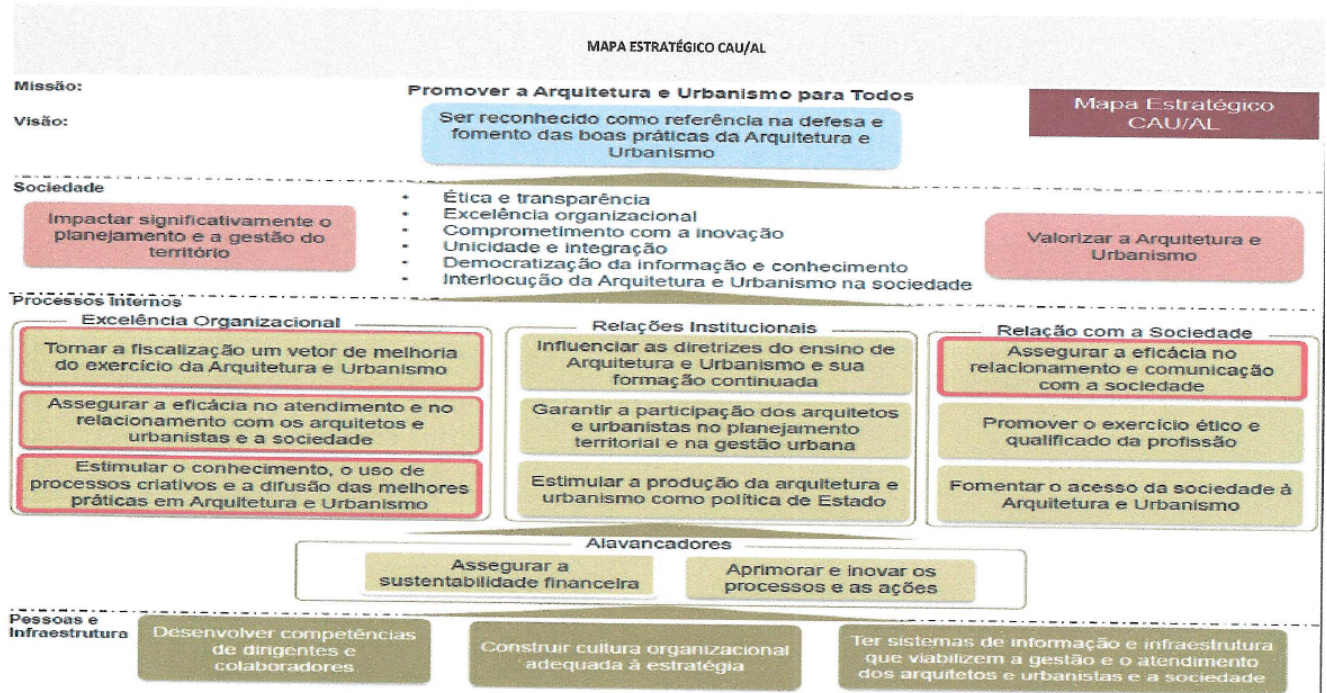 MAPA ESTRATÉGICO CAU/AL
Missão:
Promover a Arquitetura e Urbanismo para Todos
Mapa Estratégico
CAU/AL
Visão:
Ser reconhecido como referência na defesa e
fomento das boas práticas da Arquitetura e
Urbanismo
Sociedade
Impactar significativamente o
planejamento e a gestão do
território
• Ética e transparência
• Excelência organizacional
• Comprometimento com a inovação
• Unicidade e integração
• Democratização da informação e conhecimento
• Interlocução da Arquitetura e Urbanismo na sociedade
Valorizar a Arquitetura e
Urbanismo
Processos Internos
Excelência Organizacional
Tornar a fiscalização um vetor de melhoria
do exercício da Arquitetura e Urbanismo
Assegurar a eficácia no atendimento e no
relacionamento com os arquitetos e
urbanistas e a sociedade
Estimular o conhecimento, o uso de
processos criativos e a difusão das melhores
práticas em Arquitetura e Urbanismo
Relações Institucionais
Influenciar as diretrizes do ensino de
Arquitetura e Urbanismo e sua
formação continuada
Garantir a participação dos arquitetos
e urbanistas no planejamento
territorial e na gestão urbana
Estimular a produção da arquitetura e
urbanismo como política de Estado
Relação com a Sociedade
Assegurar a eficácia no
relacionamento e comunicação
com a sociedade
Promover o exercício ético e
qualificado da profissão
Fomentar o acesso da sociedade à
Arquitetura e Urbanismo
Alavancadores
Assegurar a
sustentabilidade financeira
Aprimorar e inovar os
processos e as ações
Pessoas e
Infraestrutura
Desenvolver competências
de dirigentes e
colaboradores
Construir cultura organizacional
adequada à estratégia
Ter sistemas de informação e infraestrutura
que viabilizem a gestão e o atendimento
dos arquitetos e urbanistas e a sociedade